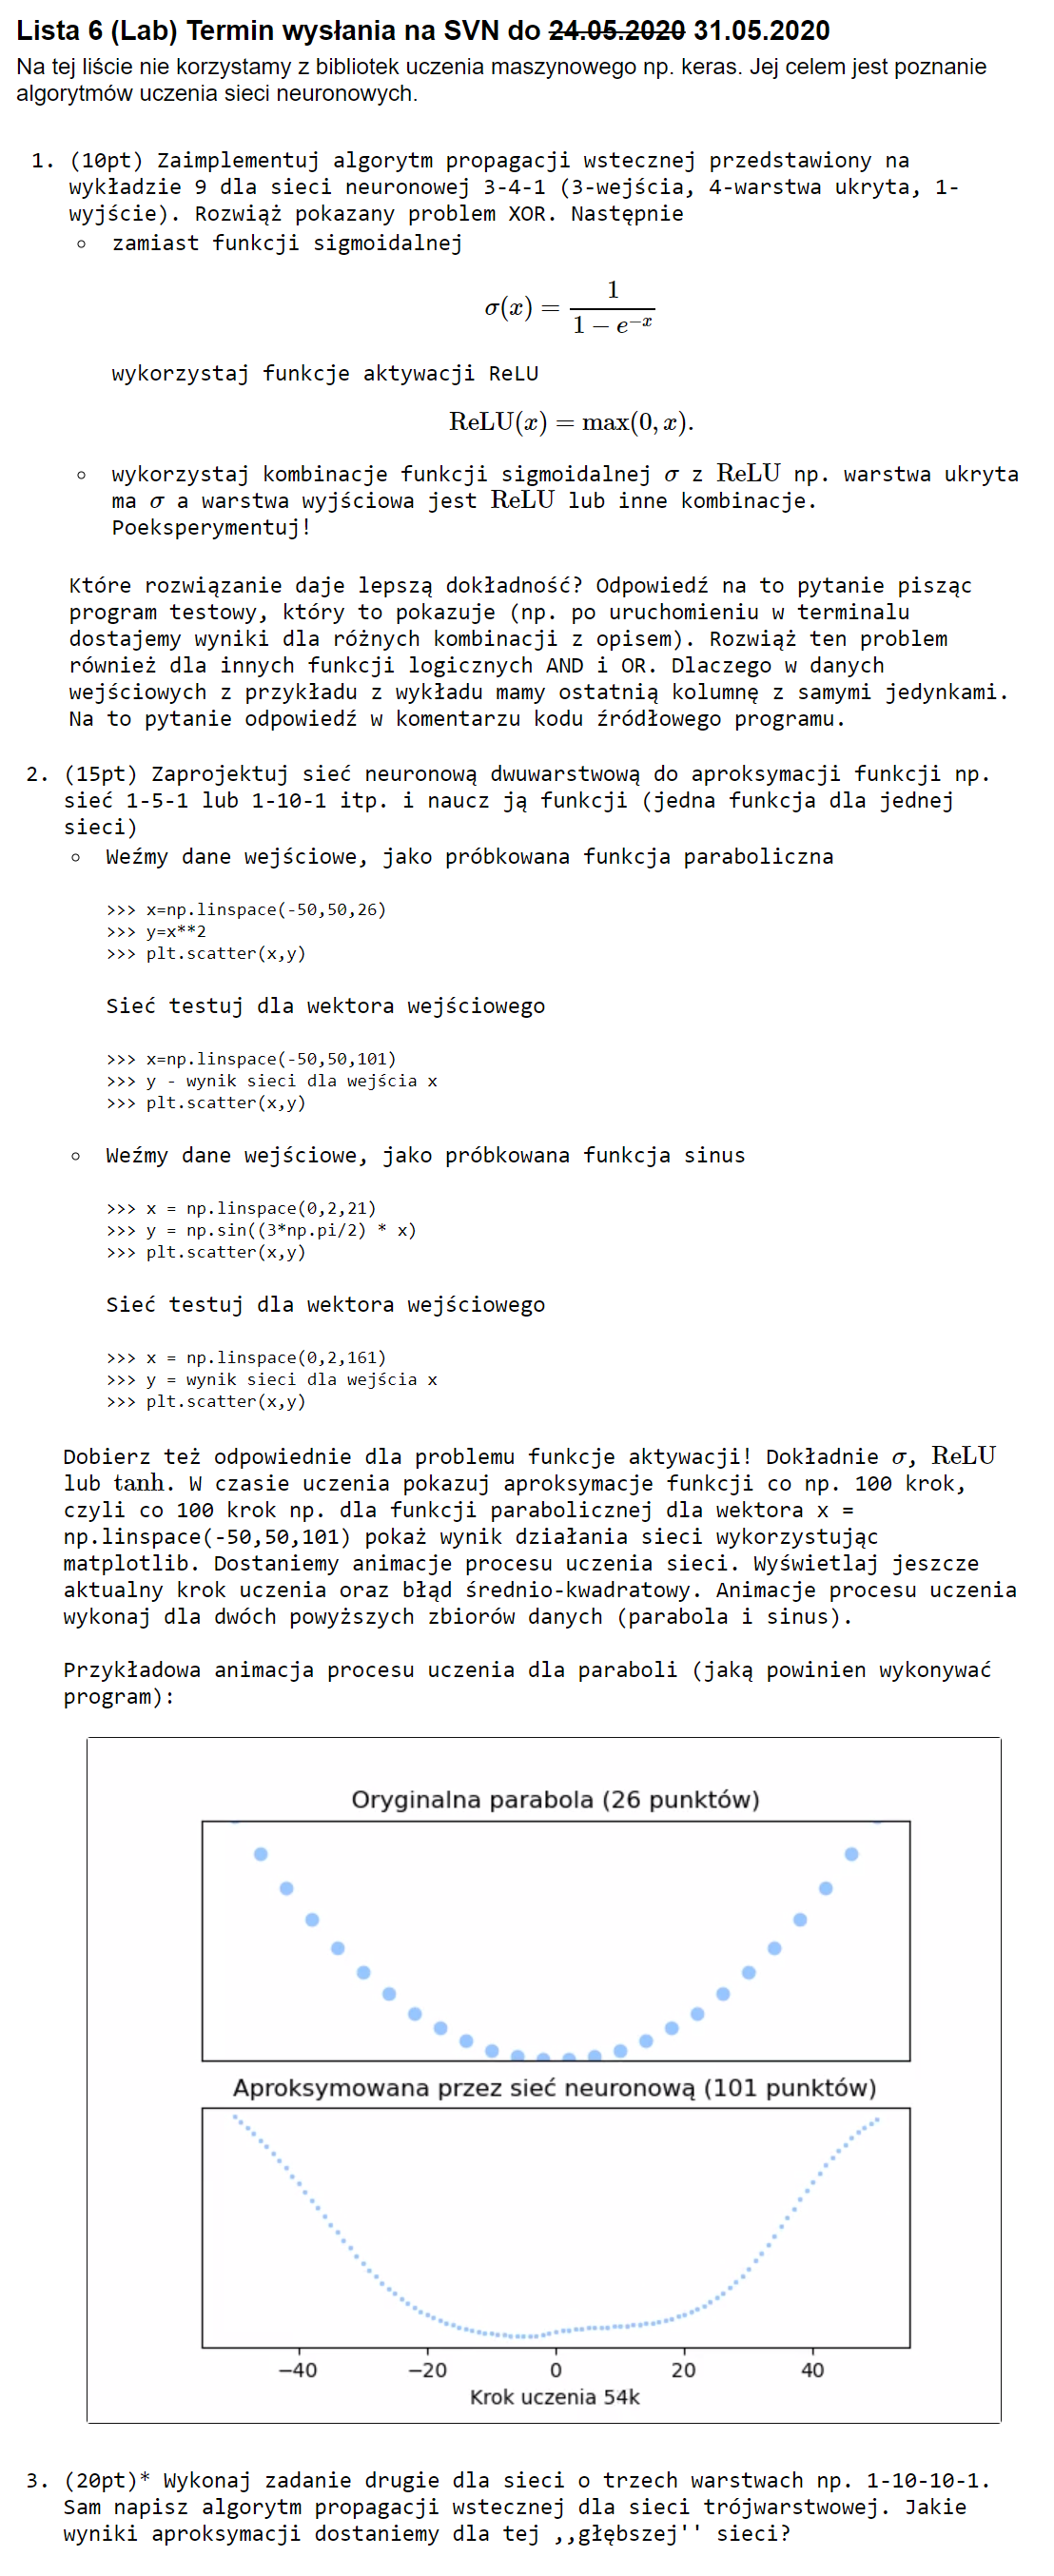 Lista 6 (Lab) Termin wysłania na SVN do 24.05.2020 31.05.2020
Na tej liście nie korzystamy z bibliotek uczenia maszynowego np. keras. Jej celem jest poznanie
algorytmów uczenia sieci neuronowych.
1. (10pt) Zaimplementuj algorytm propagacji wstecznej przedstawiony na
wykładzie 9 dla sieci neuronowej 3-4-1 (3-wejścia, 4-warstwa ukryta, 1-
wyjście). Rozwiąż pokazany problem XOR. Następnie
◦ zamiast funkcji sigmoidalnej
σ(x) = 1 / (1 − e^{−x})
wykorzystaj funkcje aktywacji ReLU
ReLU(x) = max(0, x).
◦ wykorzystaj kombinacje funkcji sigmoidalnej σ z ReLU np. warstwa ukryta
ma σ a warstwa wyjściowa jest ReLU lub inne kombinacje.
Poeksperymentuj!
Które rozwiązanie daje lepszą dokładność? Odpowiedź na to pytanie pisząc
program testowy, który to pokazuje (np. po uruchomieniu w terminalu
dostajemy wyniki dla różnych kombinacji z opisem). Rozwiąż ten problem
również dla innych funkcji logicznych AND i OR. Dlaczego w danych
wejściowych z przykładu z wykładu mamy ostatnią kolumnę z samymi jedynkami.
Na to pytanie odpowiedź w komentarzu kodu źródłowego programu.
2. (15pt) Zaprojektuj sieć neuronową dwuwarstwową do aproksymacji funkcji np.
sieć 1-5-1 lub 1-10-1 itp. i naucz ją funkcji (jedna funkcja dla jednej
sieci)
◦ Weźmy dane wejściowe, jako próbkowana funkcja paraboliczna
>>> x=np.linspace(-50,50,26)
>>> y=x**2
>>> plt.scatter(x,y)
Sieć testuj dla wektora wejściowego
>>> x=np.linspace(-50,50,101)
>>> y - wynik sieci dla wejścia x
>>> plt.scatter(x,y)
◦ Weźmy dane wejściowe, jako próbkowana funkcja sinus
>>> x = np.linspace(0,2,21)
>>> y = np.sin((3*np.pi/2) * x)
>>> plt.scatter(x,y)
Sieć testuj dla wektora wejściowego
>>> x = np.linspace(0,2,161)
>>> y = wynik sieci dla wejścia x
>>> plt.scatter(x,y)
Dobierz też odpowiednie dla problemu funkcje aktywacji! Dokładnie σ, ReLU
lub tanh. W czasie uczenia pokazuj aproksymacje funkcji co np. 100 krok,
czyli co 100 krok np. dla funkcji parabolicznej dla wektora x =
np.linspace(-50,50,101) pokaż wynik działania sieci wykorzystując
matplotlib. Dostaniemy animacje procesu uczenia sieci. Wyświetlaj jeszcze
aktualny krok uczenia oraz błąd średnio-kwadratowy. Animacje procesu uczenia
wykonaj dla dwóch powyższych zbiorów danych (parabola i sinus).
Przykładowa animacja procesu uczenia dla paraboli (jaką powinien wykonywać
program):
Oryginalna parabola (26 punktów)
Aproksymowana przez sieć neuronową (101 punktów)
−40 −20 0 20 40
Krok uczenia 54k
3. (20pt)* Wykonaj zadanie drugie dla sieci o trzech warstwach np. 1-10-10-1.
Sam napisz algorytm propagacji wstecznej dla sieci trójwarstwowej. Jakie
wyniki aproksymacji dostaniemy dla tej ,,głębszej'' sieci?